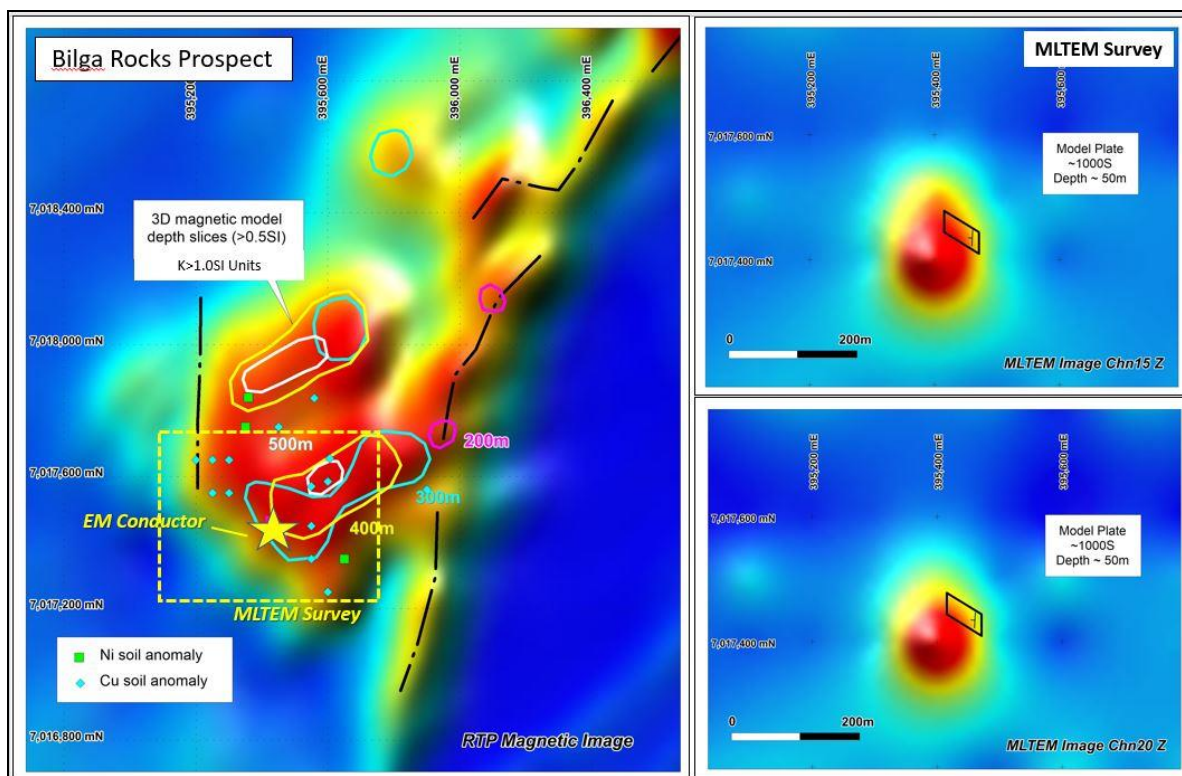 Bilga Rocks Prospect
395,200
395,600 mE
396,000 mE
396,400 mE
7,018,400 mN
3D magnetic model
depth slices (>0.5SI)
K>1.0SI Units
7,018,000 mN
500m
200m
7,017,600 mN
300m
EM Conductor
400m
7,017,200 mN
MLTEM Survey
Ni soil anomaly
Cu soil anomaly
7,016,800 mN
RTP Magnetic Image
MLTEM Survey
395,200 mE
395,400 mE
7,017,600 mN
Model Plate
~1000S
Depth ~ 50m
7,017,400 mN
0
200m
MLTEM Image Chn15 Z
395,200 mE
395,400 mE
395,600 mE
7,017,600 mN
Model Plate
~1000S
Depth ~ 50m
7,017,400 mN
0
200m
MLTEM Image Chn20 Z